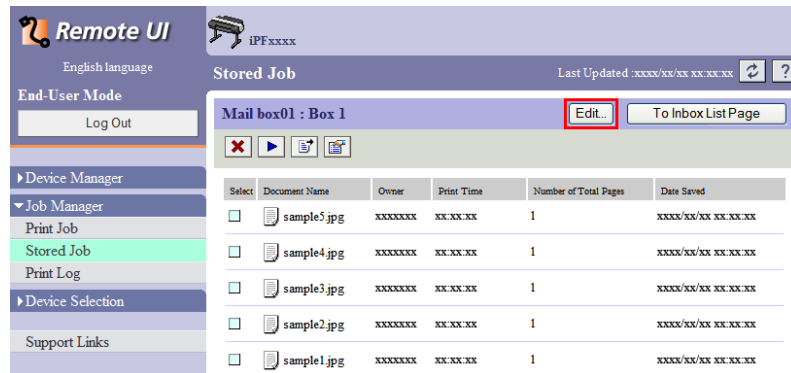 Remote UI
iPFxxxx
English language
End-User Mode
Log Out
Stored Job
Last Updated :xxxx/xx/xx xx:xx:xx
?
Mail box01 : Box 1
Edit...
To Inbox List Page
Device Manager
Job Manager
Print Job
Stored Job
Print Log
Device Selection
Support Links
Select Document Name Owner Print Time Number of Total Pages Date Saved
sample5.jpg xxxxxxx xx:xx:xx 1 xxxx/xx/xx xx:xx:xx
sample4.jpg xxxxxxx xx:xx:xx 1 xxxx/xx/xx xx:xx:xx
sample3.jpg xxxxxxx xx:xx:xx 1 xxxx/xx/xx xx:xx:xx
sample2.jpg xxxxxxx xx:xx:xx 1 xxxx/xx/xx xx:xx:xx
sample1.jpg xxxxxxx xx:xx:xx 1 xxxx/xx/xx xx:xx:xx